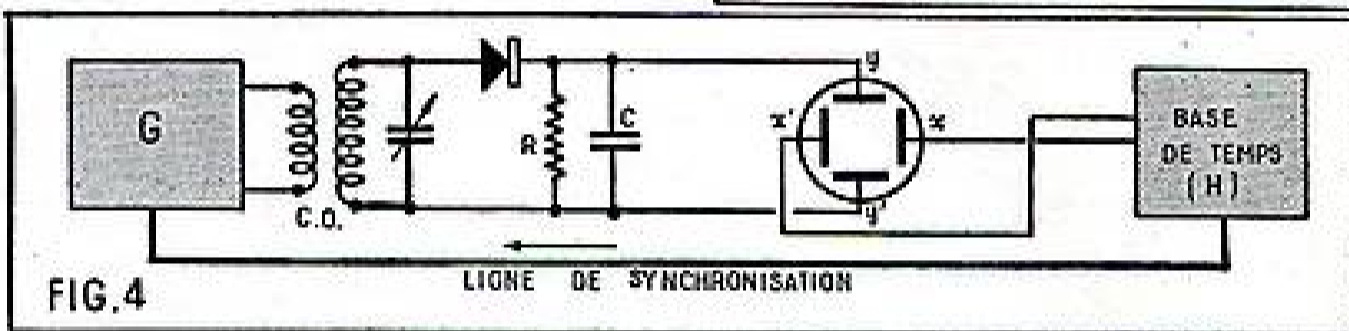 G
C.O.
R
C
y
x'
x
y'
BASE
DE TEMPS
(H)
LIGNE DE SYNCHRONISATION
FIG.4